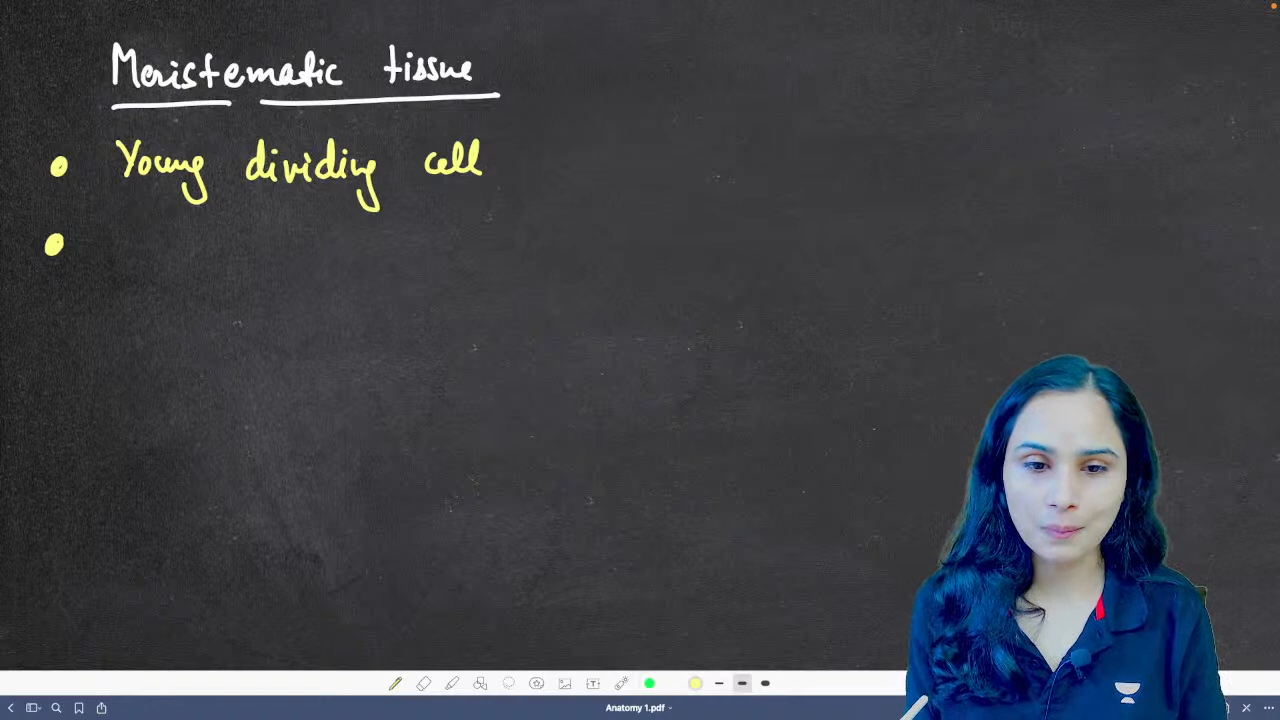 Meristematic tissue
• Young dividing cell
•
Anatomy 1.pdf